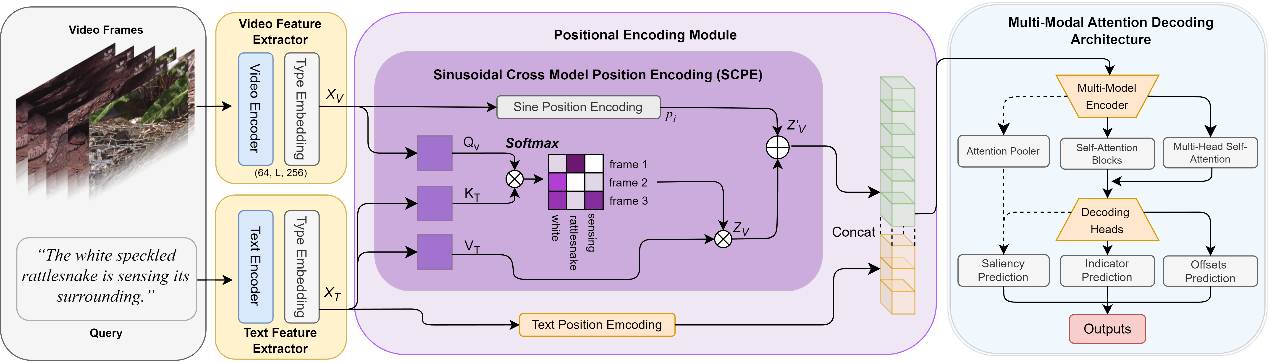 Video Frames
“The white speckled
rattlesnake is sensing its
surrounding.”
Query
Video Feature
Extractor
Video Encoder
Type Embedding
(64, L, 256)
X_V
Text Encoder
Type Embedding
Text Feature
Extractor
X_T
Positional Encoding Module
Sinusoidal Cross Model Position Encoding (SCPE)
Sine Position Encoding
p_i
Q_v
K_T
V_T
Softmax
frame 1
frame 2
frame 3
white
rattlesnake
sensing
Z_V
Z'_V
Text Position Emcoding
Concat
Multi-Modal Attention Decoding
Architecture
Multi-Model
Encoder
Attention Pooler
Self-Attention
Blocks
Multi-Head Self-
Attention
Decoding
Heads
Saliency
Prediction
Indicator
Prediction
Offsets
Prediction
Outputs